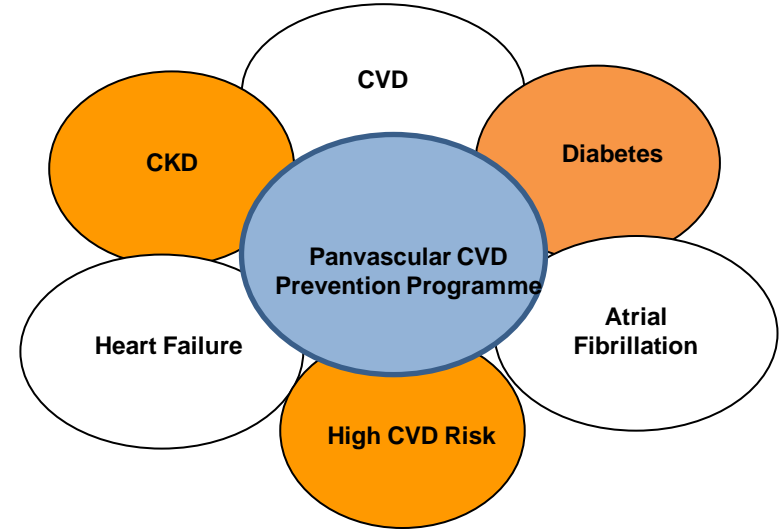 CVD
CKD
Diabetes
Panvascular CVD
Prevention Programme
Heart Failure
Atrial
Fibrillation
High CVD Risk